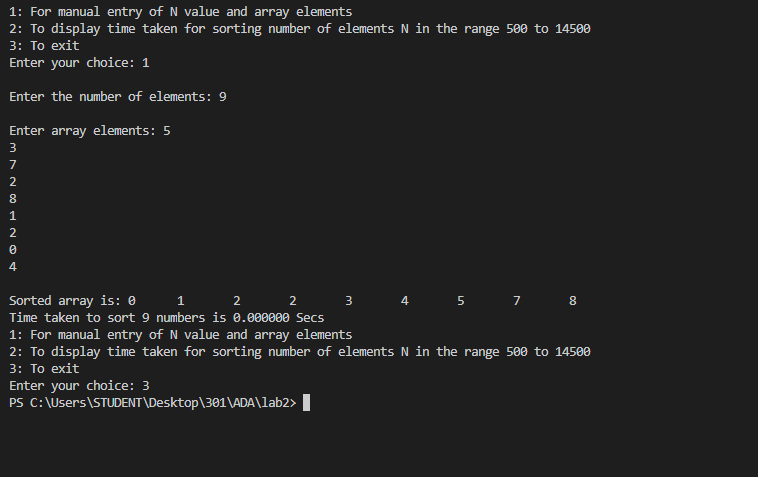 1: For manual entry of N value and array elements
2: To display time taken for sorting number of elements N in the range 500 to 14500
3: To exit
Enter your choice: 1
Enter the number of elements: 9
Enter array elements: 5
3
7
2
8
1
2
0
4
Sorted array is: 0 1 2 2 3 4 5 7 8
Time taken to sort 9 numbers is 0.000000 Secs
1: For manual entry of N value and array elements
2: To display time taken for sorting number of elements N in the range 500 to 14500
3: To exit
Enter your choice: 3
PS C:\Users\STUDENT\Desktop\301\ADA\lab2>